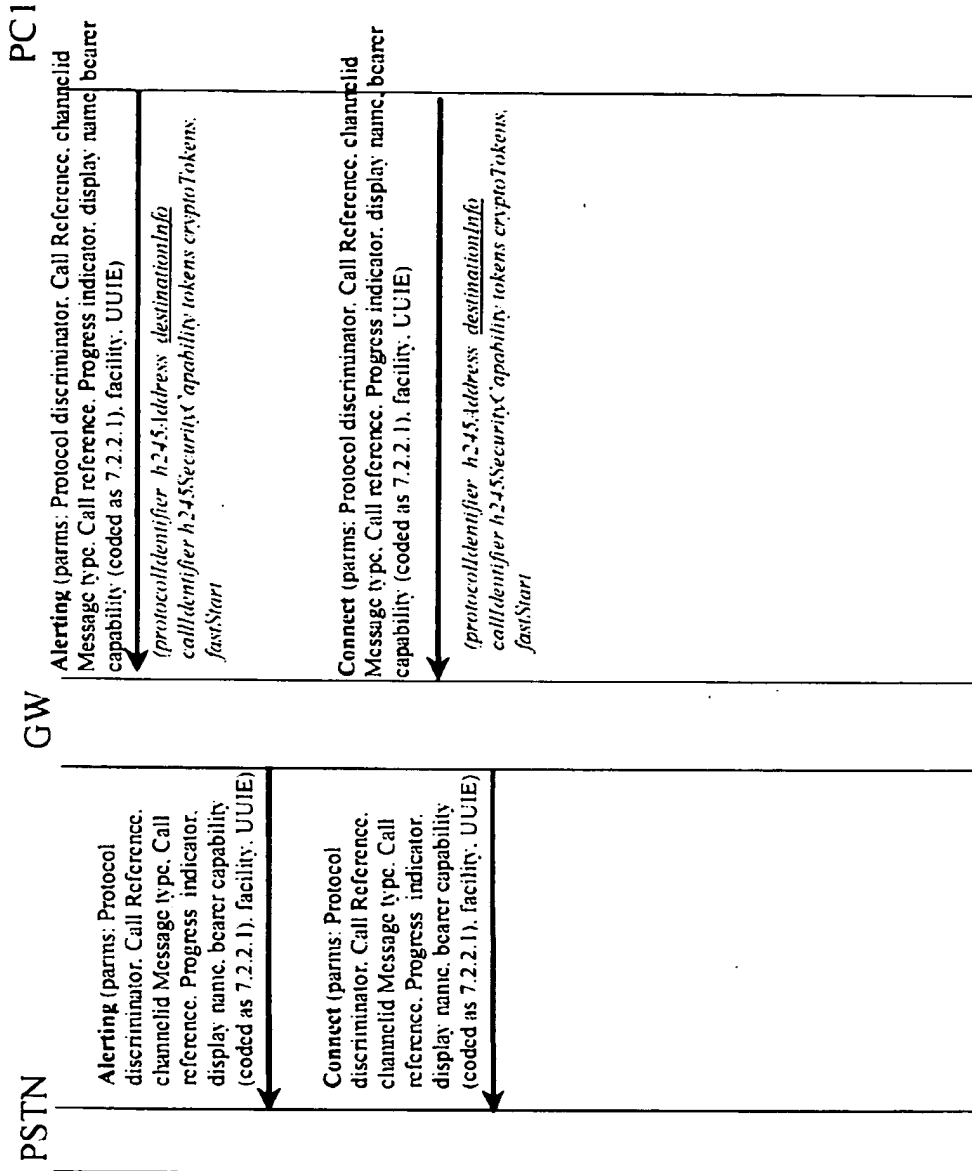 PSTN
GW
PC1
Alerting (parms: Protocol
discriminator. Call Reference.
channelid Message type. Call
reference. Progress indicator.
display name. bearer capability
(coded as 7.2.2.1). facility. UUIE)
Connect (parms: Protocol
discriminator. Call Reference.
channelid Message type. Call
reference. Progress indicator.
display name. bearer capability
(coded as 7.2.2.1). facility. UUIE)
Alerting (parms: Protocol discriminator. Call Reference. channelid
Message type. Call reference. Progress indicator. display name. bearer
capability (coded as 7.2.2.1). facility. UUIE)
(protocolIdentifier h245Address destinationInfo
callIdentifier h245SecurityCapability tokens cryptoTokens.
fastStart
Connect (parms: Protocol discriminator. Call Reference. channelid
Message type. Call reference. Progress indicator. display name. bearer
capability (coded as 7.2.2.1). facility. UUIE)
(protocolIdentifier h245Address destinationInfo
callIdentifier h245SecurityCapability tokens cryptoTokens,
fastStart